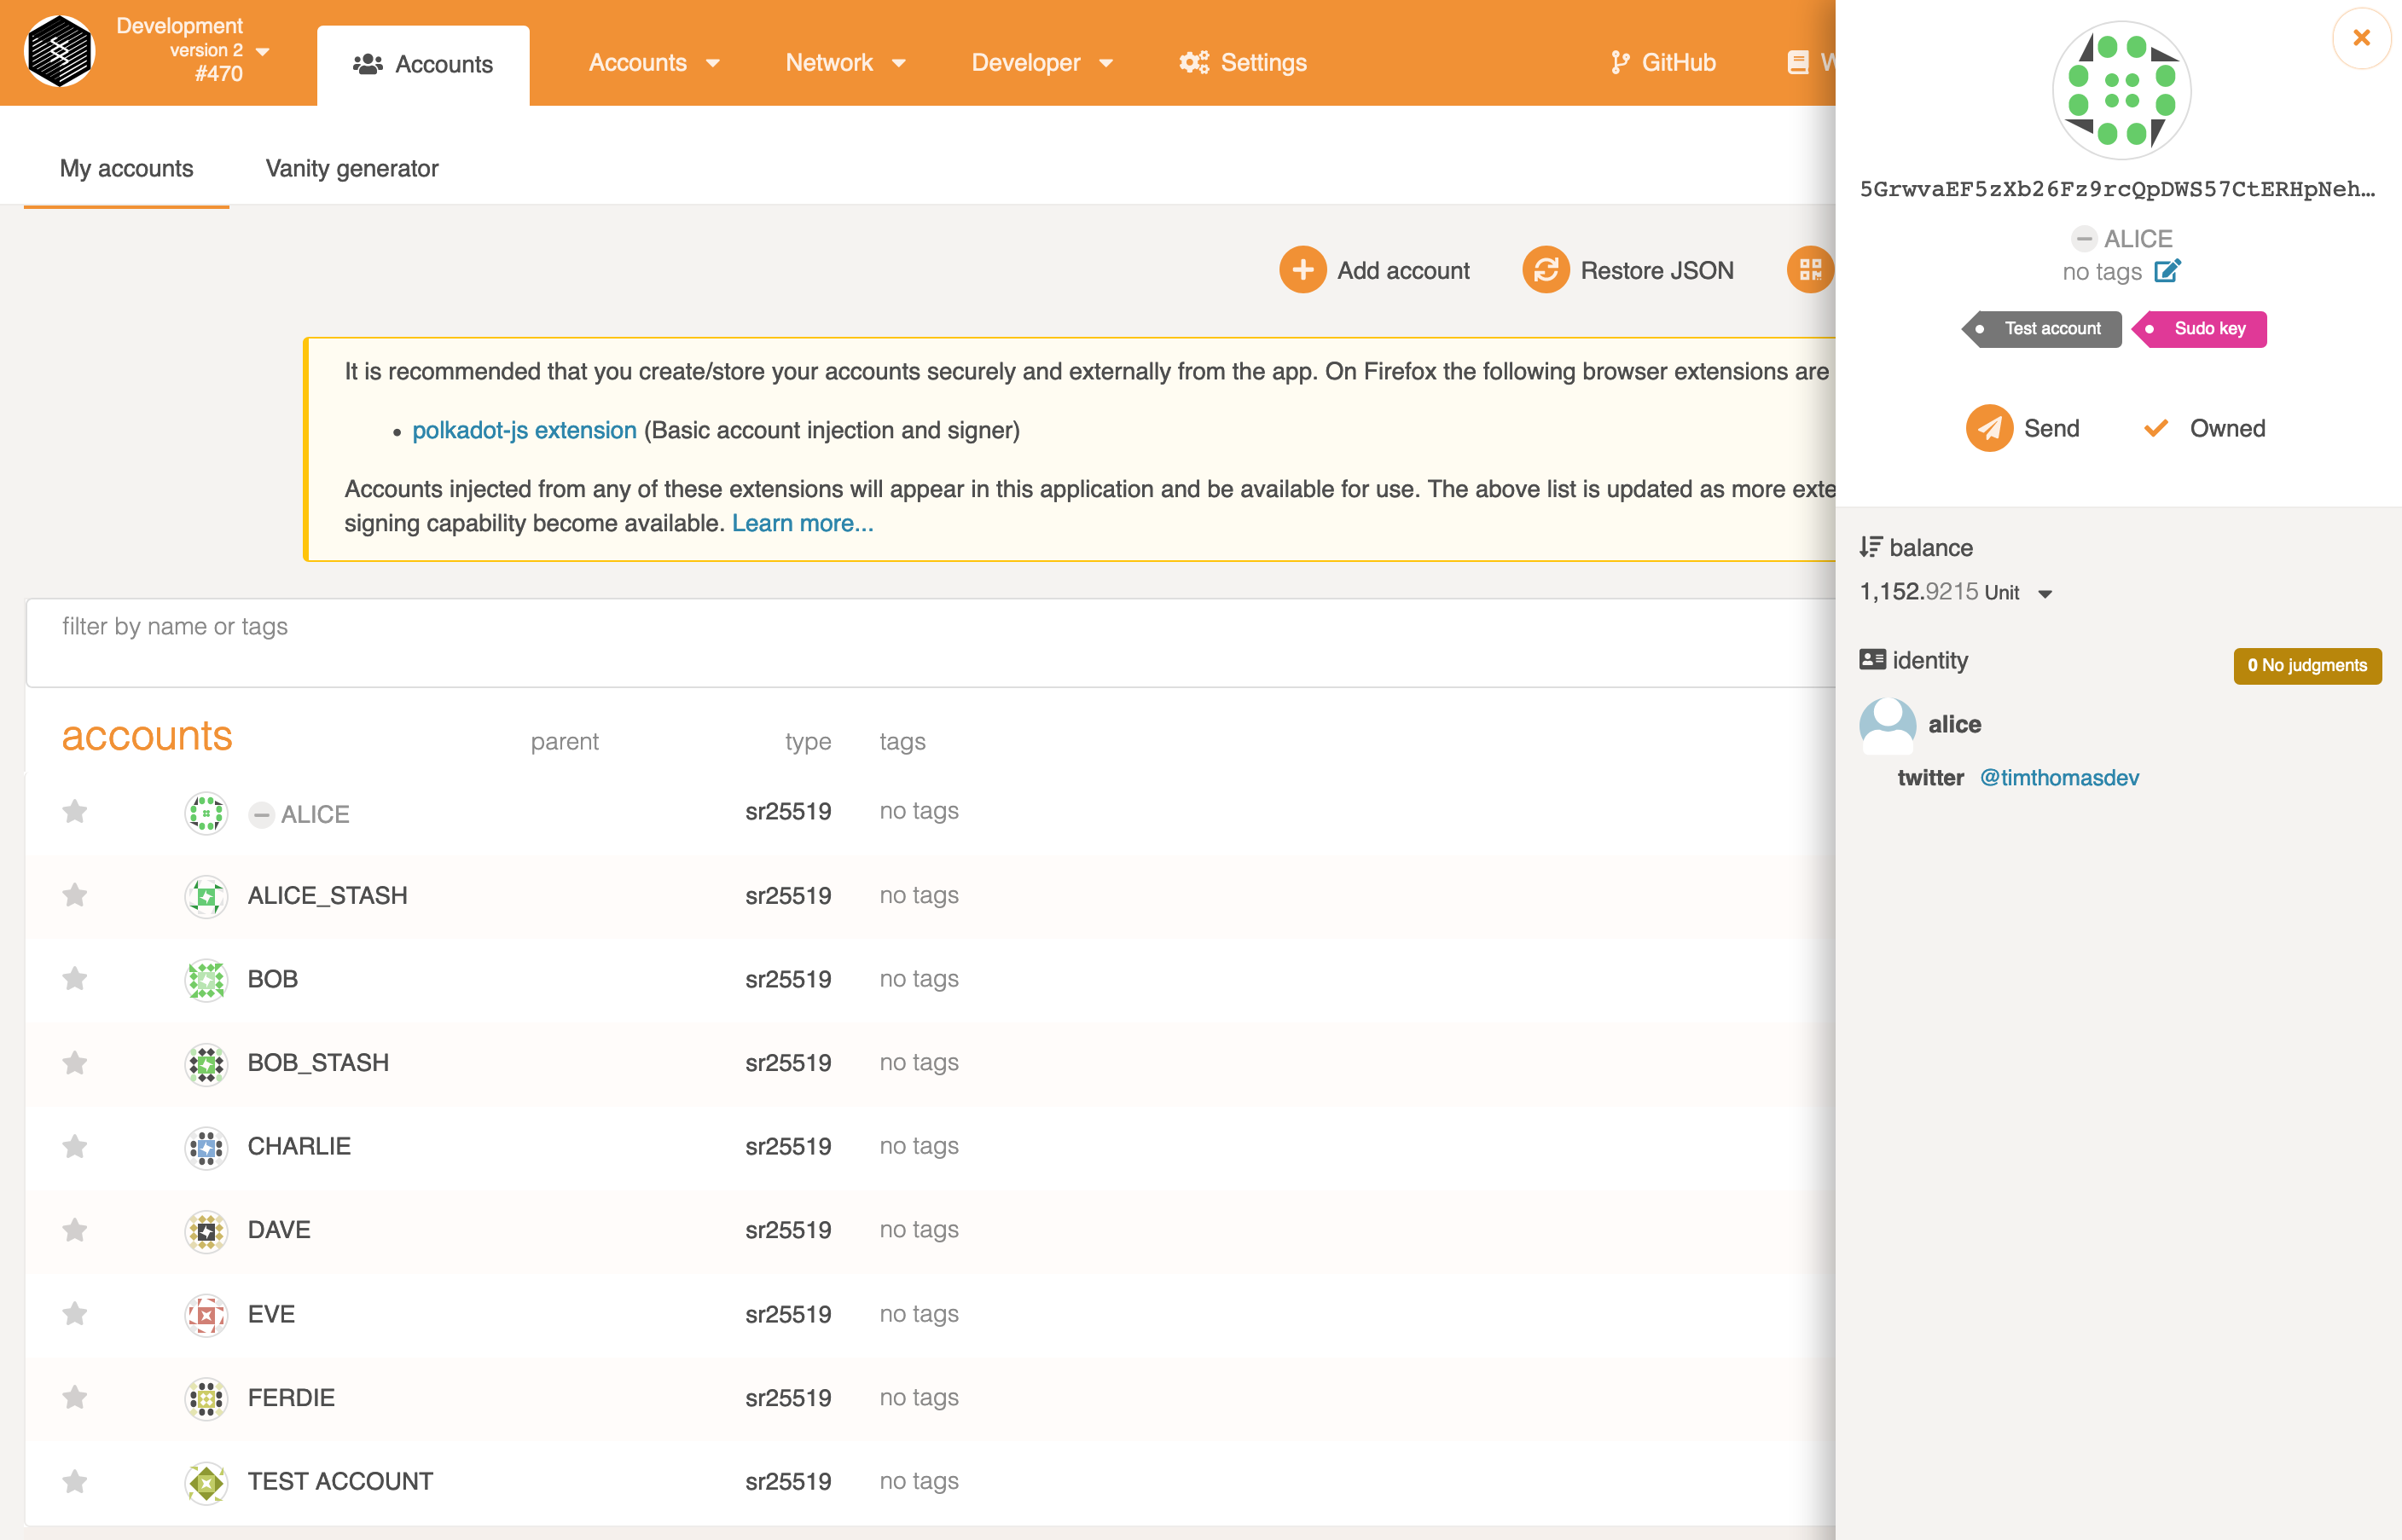 Development
version 2
#470
Accounts
Accounts
Network
Developer
Settings
GitHub
My accounts
Vanity generator
Add account
Restore JSON
It is recommended that you create/store your accounts securely and externally from the app. On Firefox the following browser extensions are
• polkadot-js extension (Basic account injection and signer)
Accounts injected from any of these extensions will appear in this application and be available for use. The above list is updated as more exte
signing capability become available. Learn more...
filter by name or tags
accounts parent type tags
ALICE sr25519 no tags
ALICE_STASH sr25519 no tags
BOB sr25519 no tags
BOB_STASH sr25519 no tags
CHARLIE sr25519 no tags
DAVE sr25519 no tags
EVE sr25519 no tags
FERDIE sr25519 no tags
TEST ACCOUNT sr25519 no tags
5GrwvaEF5zXb26Fz9rcQpDWS57CtERHpNeh…
ALICE
no tags
Test account
Sudo key
Send
Owned
balance
1,152.9215 Unit
identity
0 No judgments
alice
twitter @timthomasdev